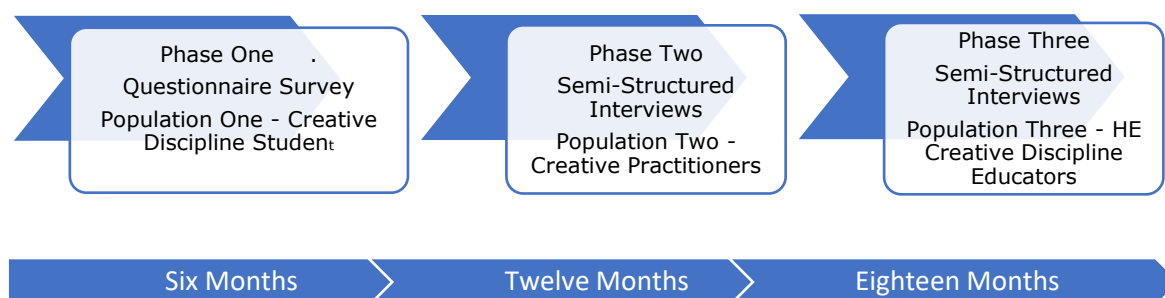 Phase One .
Questionnaire Survey
Population One - Creative
Discipline Student
Phase Two
Semi-Structured
Interviews
Population Two -
Creative Practitioners
Phase Three
Semi-Structured
Interviews
Population Three - HE
Creative Discipline
Educators
Six Months
Twelve Months
Eighteen Months